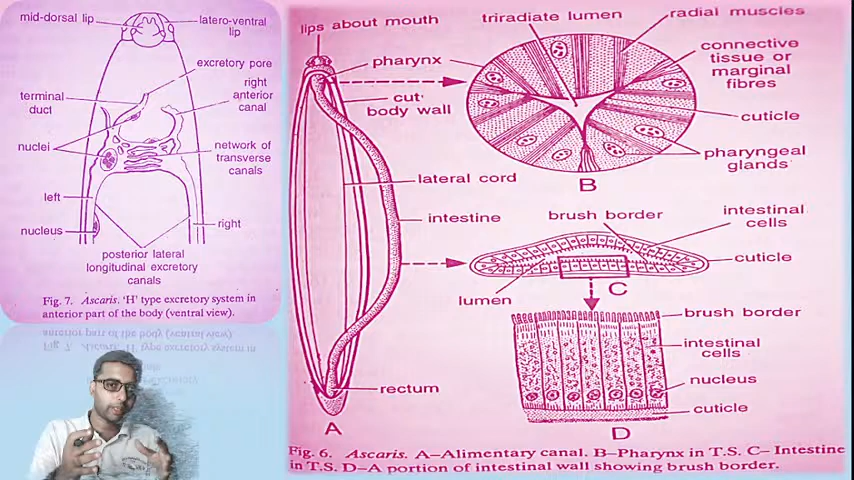 mid-dorsal lip
latero-ventral
lip
excretory pore
right
anterior
canal
terminal
duct
nuclei
network of
transverse
canals
left
right
nucleus
posterior lateral
longitudinal excretory
canals
Fig. 7. Ascaris. 'H' type excretory system in
anterior part of the body (ventral view).
lips about mouth
pharynx
cut
body wall
lateral cord
intestine
rectum
A
triradiate lumen
radial muscles
connective
tissue or
marginal
fibres
cuticle
pharyngeal
glands
B
brush border
intestinal
cells
cuticle
lumen
C
brush border
intestinal
cells
nucleus
cuticle
D
Fig. 6. Ascaris. A–Alimentary canal. B–Pharynx in T.S. C– Intestine
in T.S. D–A portion of intestinal wall showing brush border.